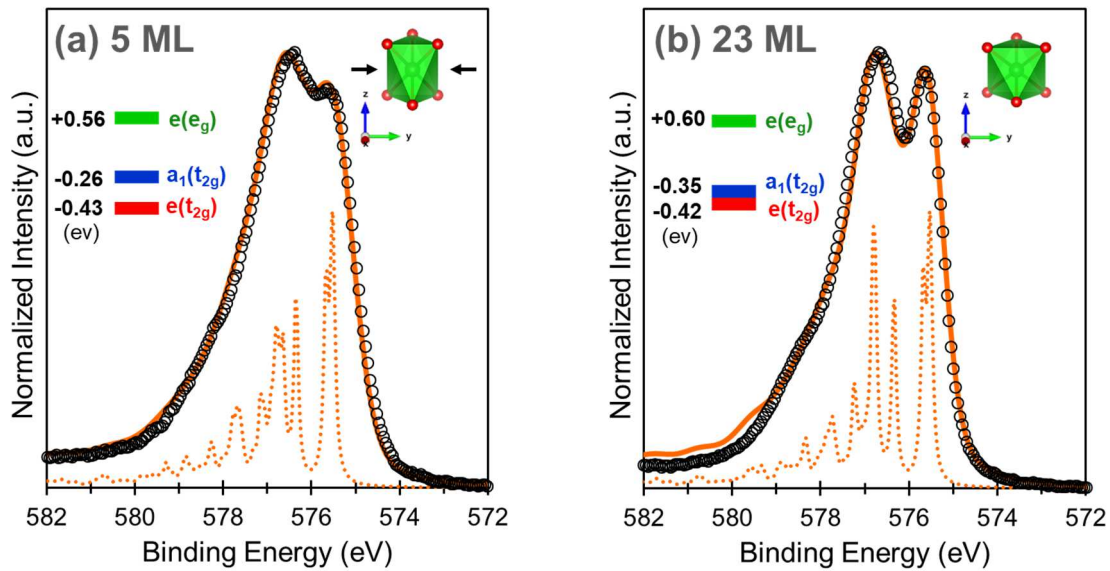 (a) 5 ML
z
y
x
+0.56 e(eg)
-0.26 a1(t2g)
-0.43 e(t2g)
(ev)
Normalized Intensity (a.u.)
582 580 578 576 574 572
Binding Energy (eV)
(b) 23 ML
z
y
x
+0.60 e(eg)
-0.35 a1(t2g)
-0.42 e(t2g)
(ev)
Normalized Intensity (a.u.)
582 580 578 576 574 572
Binding Energy (eV)